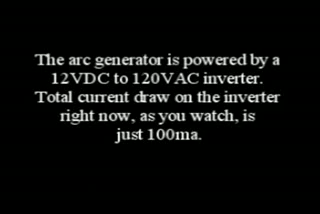 The arc generator is powered by a
12VDC to 120VAC inverter.
Total current draw on the inverter
right now, as you watch, is
just 100ma.